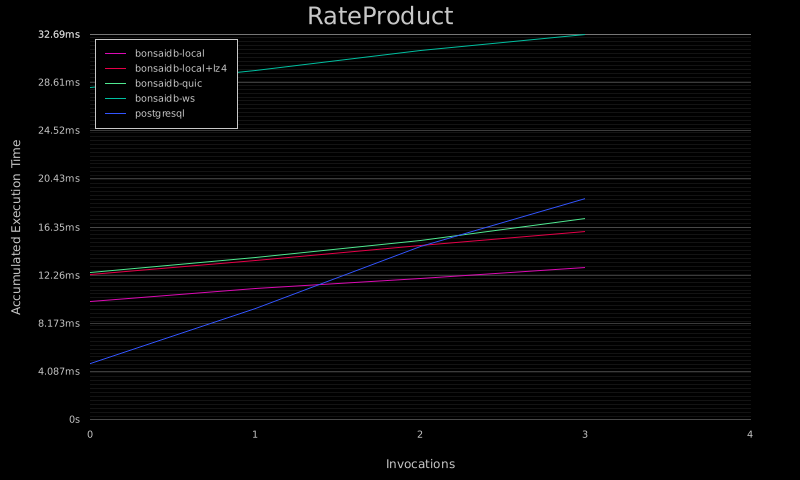 RateProduct
32.69ms
28.61ms
24.52ms
20.43ms
16.35ms
12.26ms
8.173ms
4.087ms
0s
Accumulated Execution Time
bonsaidb-local
bonsaidb-local+lz4
bonsaidb-quic
bonsaidb-ws
postgresql
0 1 2 3 4
Invocations